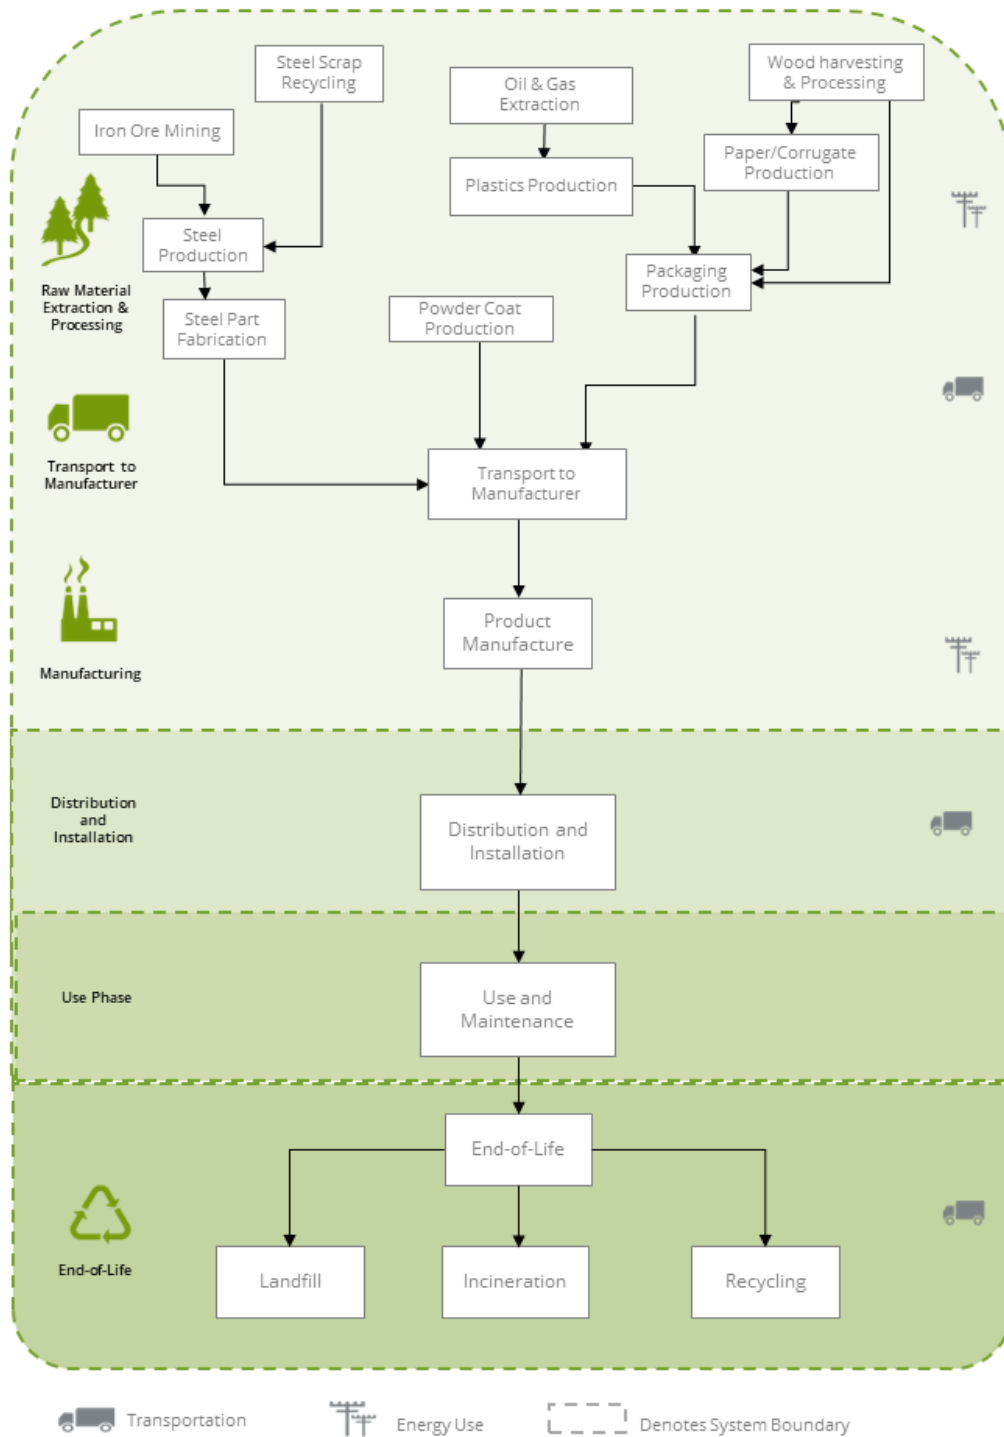 Steel Scrap
Recycling
Oil & Gas
Extraction
Wood harvesting
& Processing
Iron Ore Mining
Paper/Corrugate
Production
Plastics Production
Steel
Production
Packaging
Production
Raw Material
Extraction &
Processing
Steel Part
Fabrication
Powder Coat
Production
Transport to
Manufacturer
Transport to
Manufacturer
Product
Manufacture
Manufacturing
Distribution
and
Installation
Distribution and
Installation
Use Phase
Use and
Maintenance
End-of-Life
End-of-Life
Landfill
Incineration
Recycling
Transportation
Energy Use
Denotes System Boundary